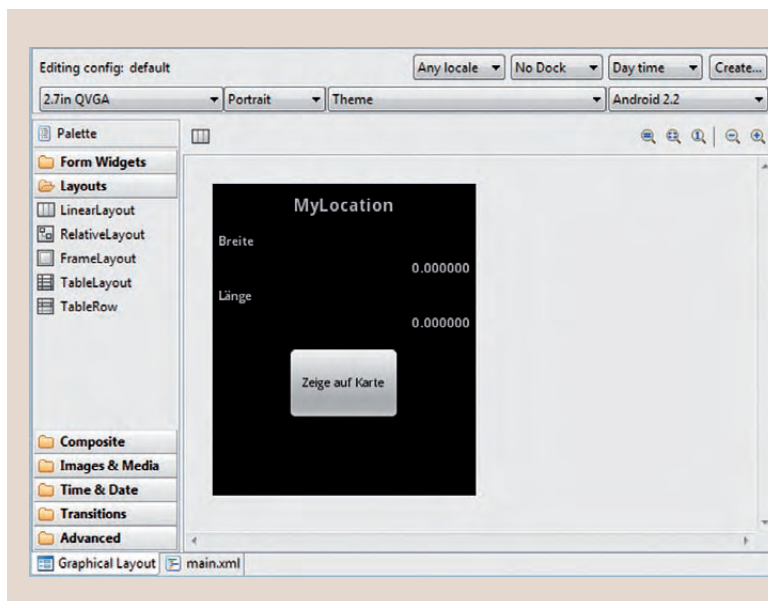 Editing config: default
Any locale
No Dock
Day time
Create...
2.7in QVGA
Portrait
Theme
Android 2.2
Palette
Form Widgets
Layouts
LinearLayout
RelativeLayout
FrameLayout
TableLayout
TableRow
Composite
Images & Media
Time & Date
Transitions
Advanced
MyLocation
Breite
0.000000
Länge
0.000000
Zeige auf Karte
Graphical Layout
main.xml